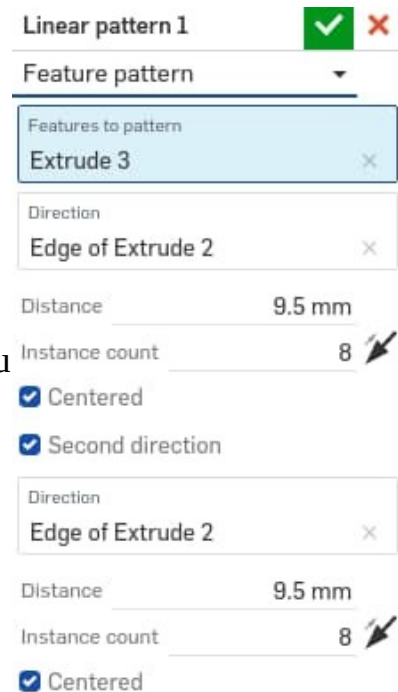 Linear pattern 1
Feature pattern
Features to pattern
Extrude 3
Direction
Edge of Extrude 2
Distance 9.5 mm
u
Instance count 8
Centered
Second direction
Direction
Edge of Extrude 2
Distance 9.5 mm
Instance count 8
Centered